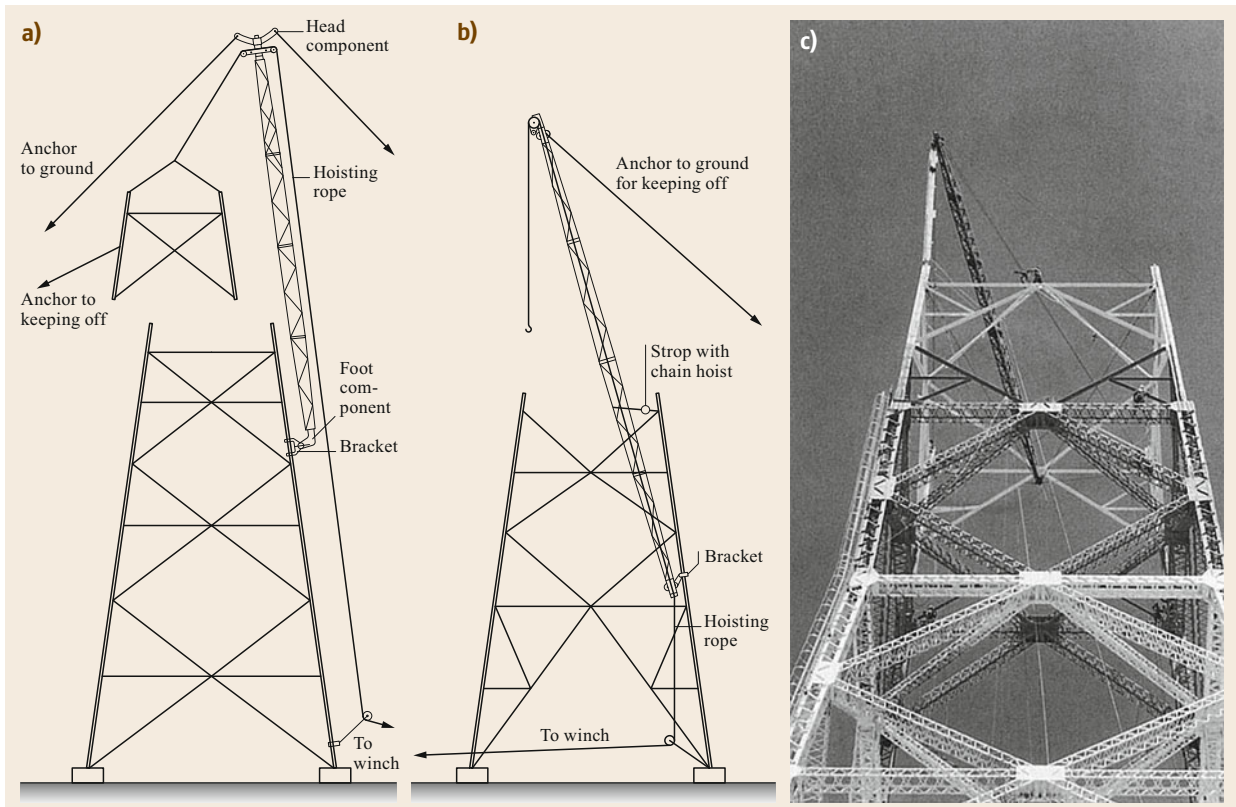 a)
Head
component
Anchor
to ground
Hoisting
rope
Anchor to
keeping off
Foot
com-
ponent
Bracket
To
winch
b)
Anchor to ground
for keeping off
Strop with
chain hoist
Bracket
Hoisting
rope
To winch
c)